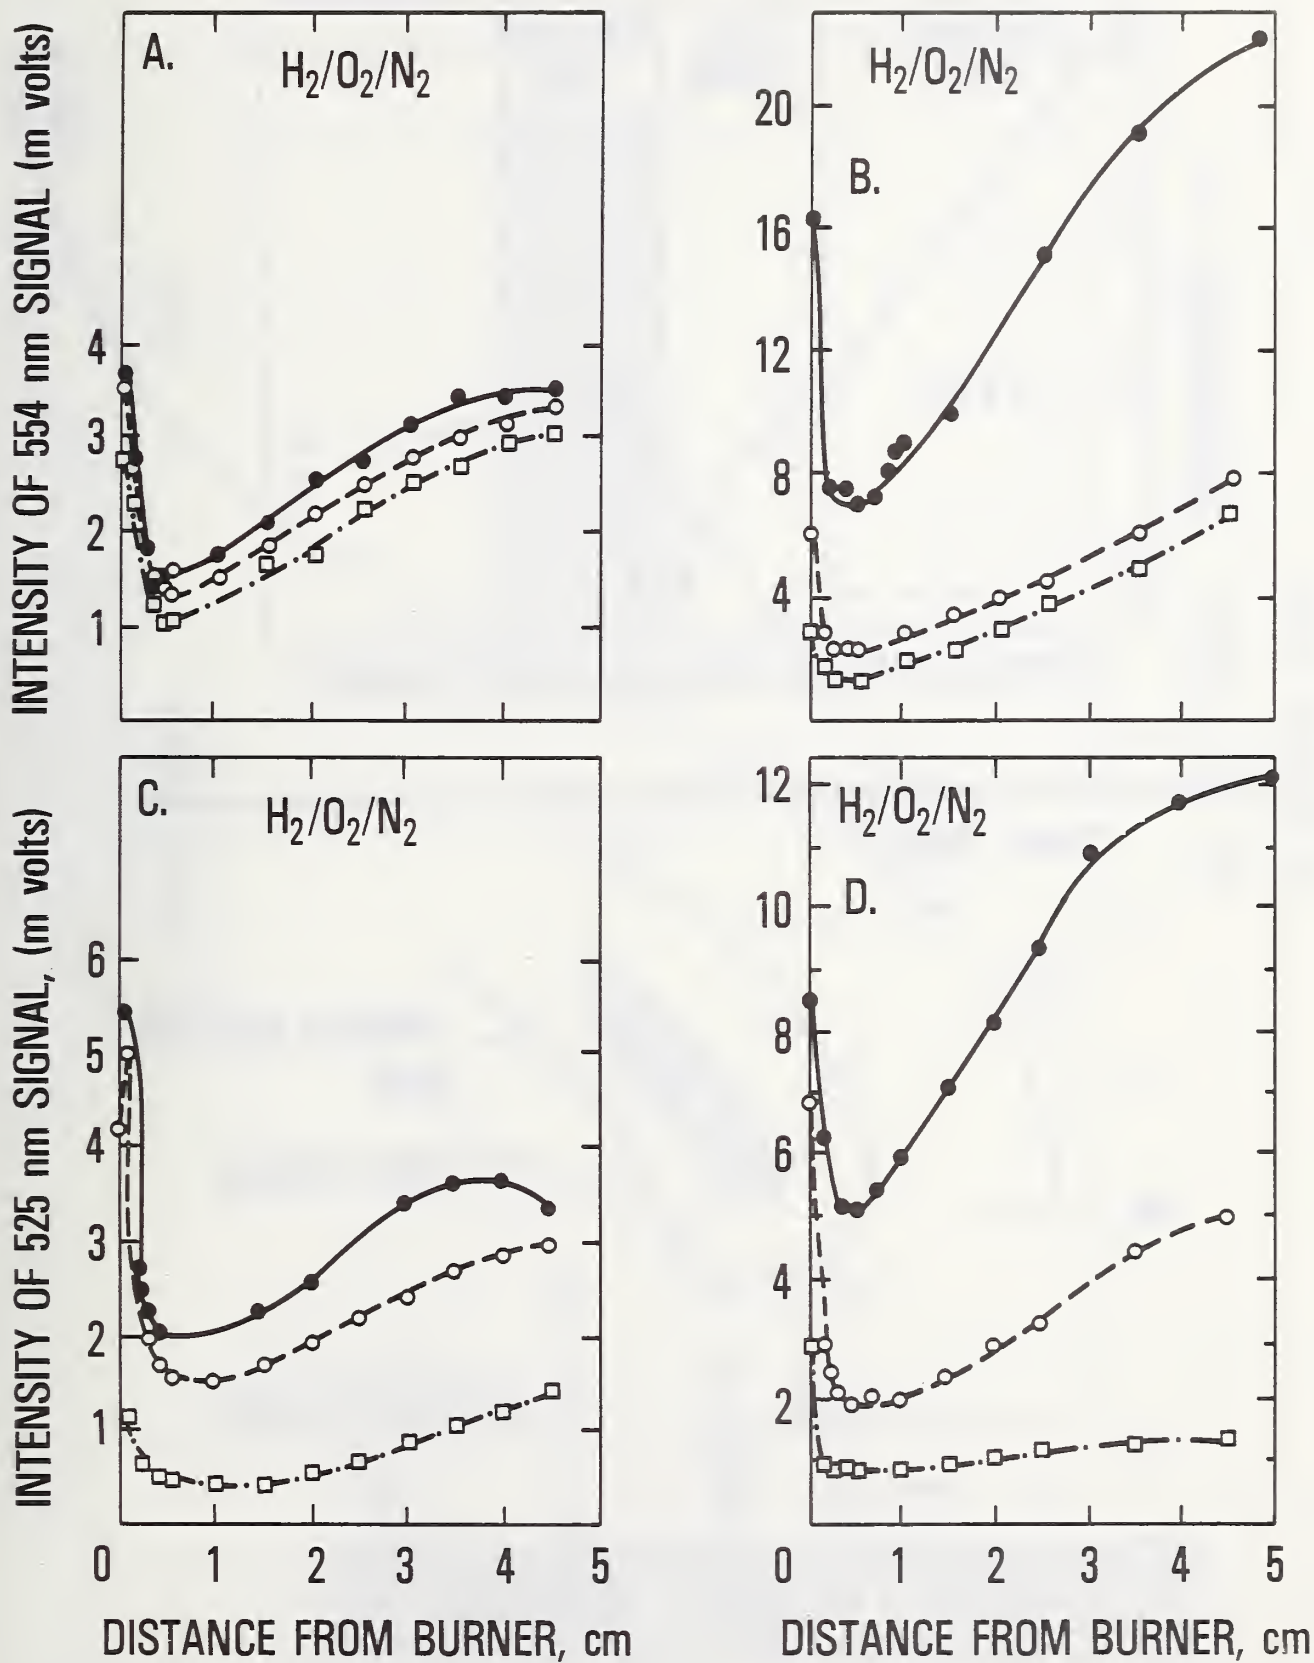 INTENSITY OF 554 nm SIGNAL (m volts)
A.
H2/O2/N2
4
3
2
1
H2/O2/N2
B.
20
16
12
8
4
INTENSITY OF 525 nm SIGNAL, (m volts)
C.
H2/O2/N2
6
5
4
3
2
1
0 1 2 3 4 5
DISTANCE FROM BURNER, cm
H2/O2/N2
D.
12
10
8
6
4
2
0 1 2 3 4 5
DISTANCE FROM BURNER, cm